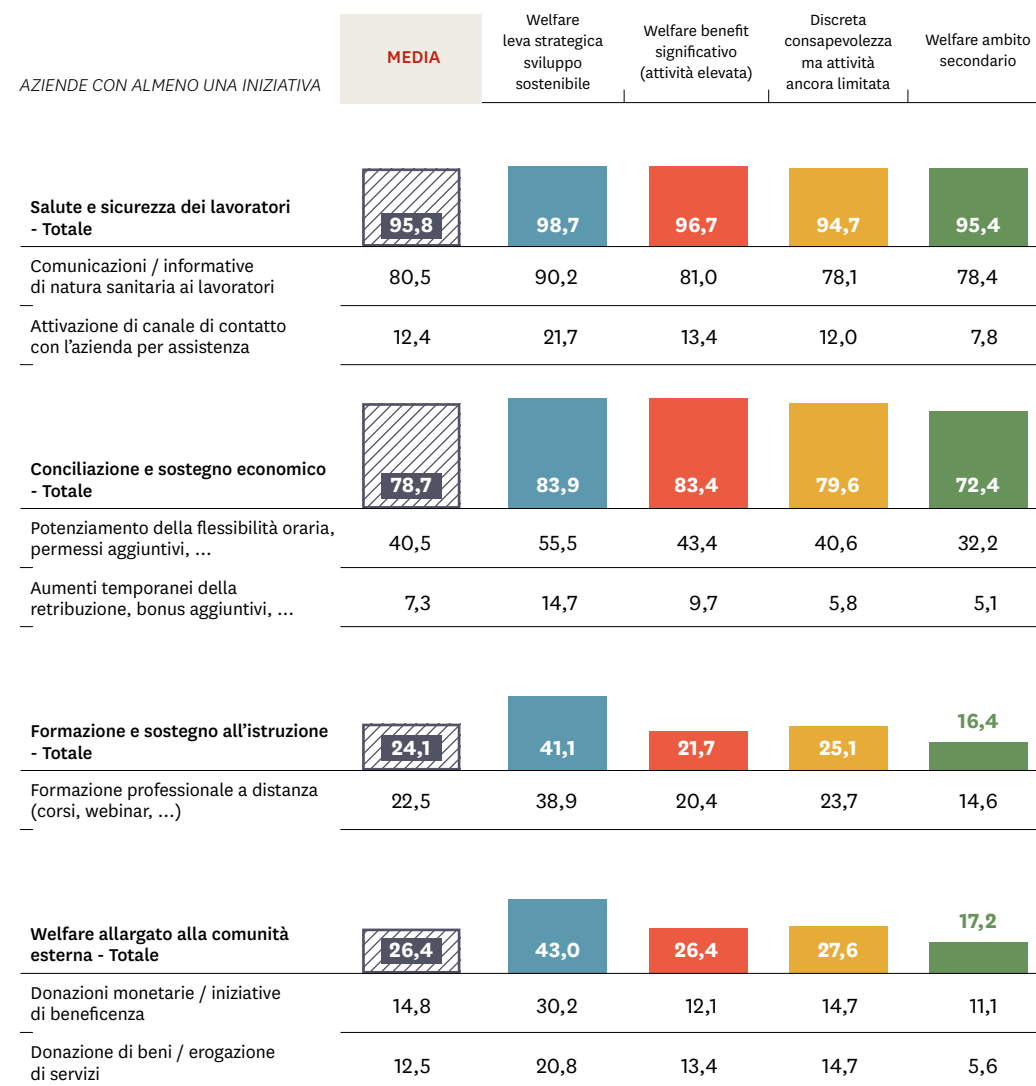 AZIENDE CON ALMENO UNA INIZIATIVA
MEDIA
Welfare
leva strategica
sviluppo
sostenibile
Welfare benefit
significativo
(attività elevata)
Discreta
consapevolezza
ma attività
ancora limitata
Welfare ambito
secondario
Salute e sicurezza dei lavoratori
- Totale
95,8 98,7 96,7 94,7 95,4
Comunicazioni / informative
di natura sanitaria ai lavoratori
80,5 90,2 81,0 78,1 78,4
Attivazione di canale di contatto
con l’azienda per assistenza
12,4 21,7 13,4 12,0 7,8
Conciliazione e sostegno economico
- Totale
78,7 83,9 83,4 79,6 72,4
Potenziamento della flessibilità oraria,
permessi aggiuntivi, ...
40,5 55,5 43,4 40,6 32,2
Aumenti temporanei della
retribuzione, bonus aggiuntivi, ...
7,3 14,7 9,7 5,8 5,1
Formazione e sostegno all’istruzione
- Totale
24,1 41,1 21,7 25,1 16,4
Formazione professionale a distanza
(corsi, webinar, ...)
22,5 38,9 20,4 23,7 14,6
Welfare allargato alla comunità
esterna - Totale
26,4 43,0 26,4 27,6 17,2
Donazioni monetarie / iniziative
di beneficenza
14,8 30,2 12,1 14,7 11,1
Donazione di beni / erogazione
di servizi
12,5 20,8 13,4 14,7 5,6